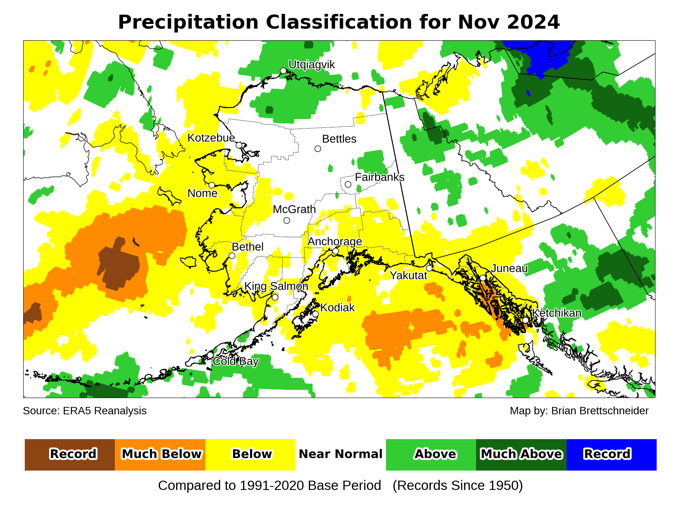 Precipitation Classification for Nov 2024
Utqiagvik
Kotzebue
Bettles
Fairbanks
Nome
McGrath
Anchorage
Bethel
Juneau
Yakutat
King Salmon
Kodiak
Ketchikan
Cold Bay
Source: ERA5 Reanalysis
Map by: Brian Brettschneider
Record Much Below Below Near Normal Above Much Above Record
Compared to 1991-2020 Base Period (Records Since 1950)